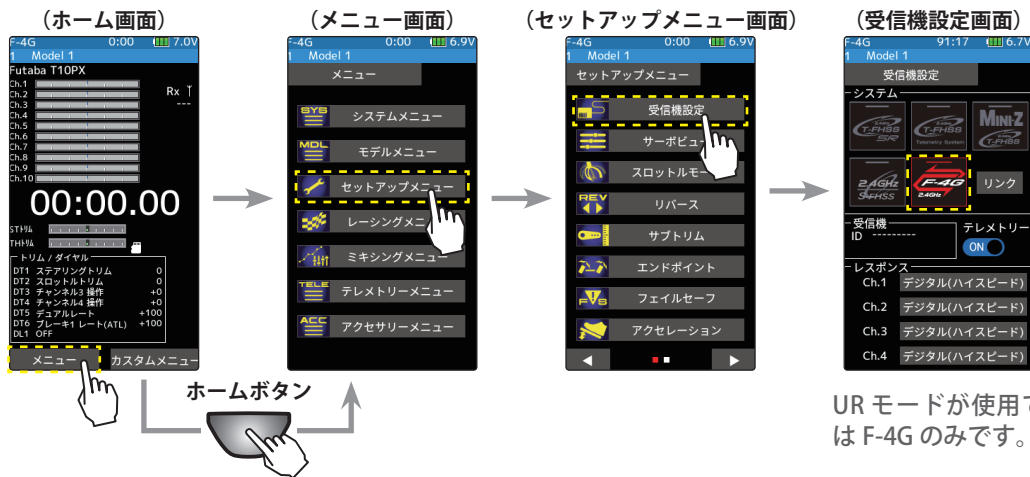 （ホーム画面）
F-4G 0:00 7.0V
1 Model 1
Futaba T10PX
Ch.1
Ch.2
Ch.3
Ch.4
Ch.5
Ch.6
Ch.7
Ch.8
Ch.9
Ch.10
Rx
---
00:00.00
STトリム
THトリム
トリム / ダイヤル
DT1 ステアリングトリム 0
DT2 スロットルトリム 0
DT3 チャンネル3 操作 +0
DT4 チャンネル4 操作 +0
DT5 デュアルレート +100
DT6 ブレーキ1 レート(ATL) +100
DL1 OFF
メニュー
カスタムメニュー
ホームボタン
（メニュー画面）
F-4G 0:00 6.9V
1 Model 1
メニュー
SYS システムメニュー
MDL モデルメニュー
セットアップメニュー
レーシングメニ
ミキシングメニュー
TELE テレメトリーメニュー
ACC アクセサリーメニュー
（セットアップメニュー画面）
F-4G 0:00 6.9V
1 Model 1
セットアップメニュー
受信機設定
サーボビュー
スロットルモー
REV リバース
サブトリム
エンドポイント
F/S フェイルセーフ
アクセレーション
（受信機設定画面）
F-4G 91:17 6.7V
1 Model 1
受信機設定
システム
T-FHSS SR
T-FHSS Telemetry System
MINI-Z T-FHSS
2.4GHz S-FHSS
F-4G 2.4GHz
リンク
受信機
ID ---------
テレメトリー
ON
レスポンス
Ch.1 デジタル(ハイスピード)
Ch.2 デジタル(ハイスピード)
Ch.3 デジタル(ハイスピード)
Ch.4 デジタル(ハイスピード)
UR モードが使用で
は F-4G のみです。